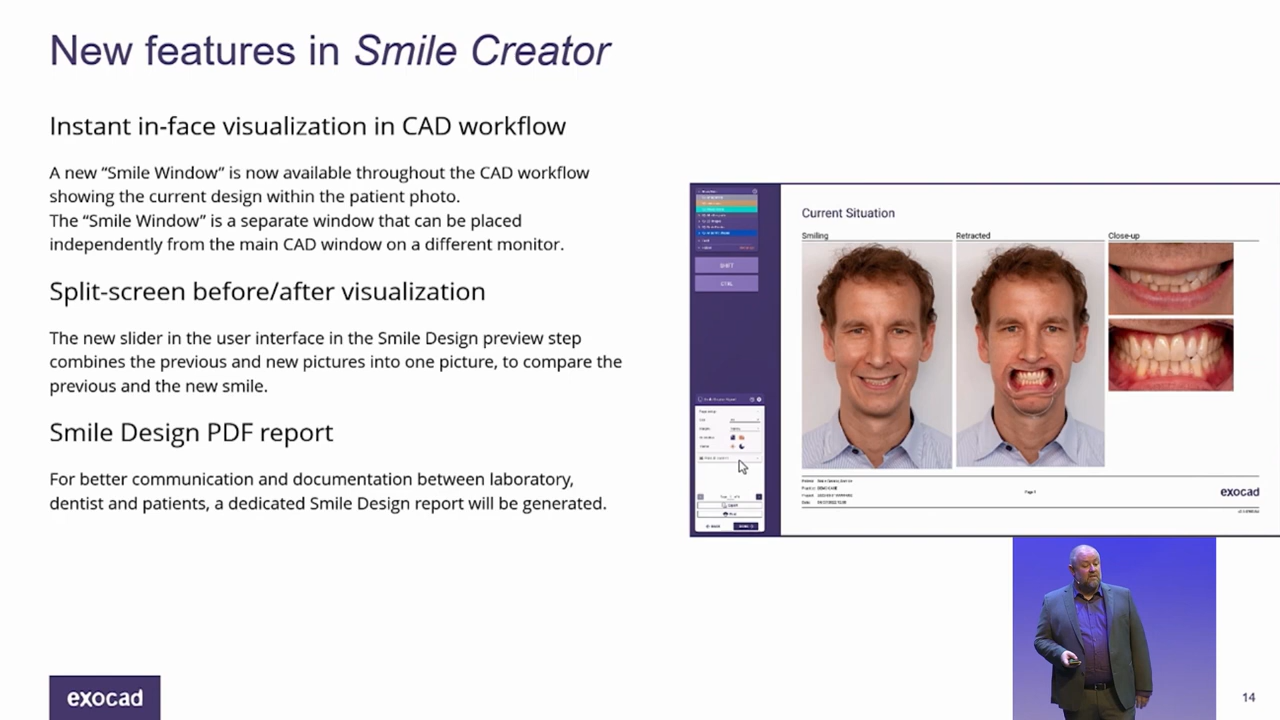 New features in Smile Creator
Instant in-face visualization in CAD workflow
A new “Smile Window” is now available throughout the CAD workflow
showing the current design within the patient photo.
The “Smile Window” is a separate window that can be placed
independently from the main CAD window on a different monitor.
Split-screen before/after visualization
The new slider in the user interface in the Smile Design preview step
combines the previous and new pictures into one picture, to compare the
previous and the new smile.
Smile Design PDF report
For better communication and documentation between laboratory,
dentist and patients, a dedicated Smile Design report will be generated.
SHIFT
CTRL
Current Situation
Smiling
Retracted
Close-up
Page 1
exocad
exocad
14